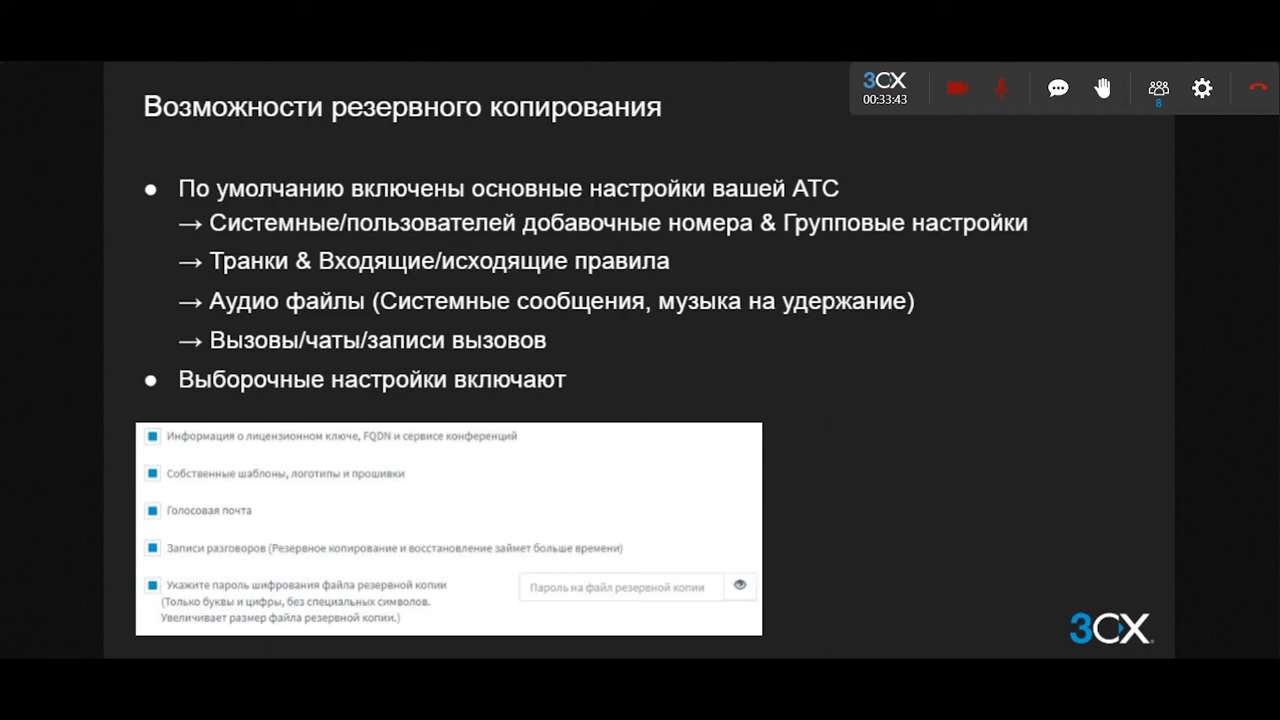 3CX
00:33:43
8
Возможности резервного копирования
● По умолчанию включены основные настройки вашей АТС
→ Системные/пользователей добавочные номера & Групповые настройки
→ Транки & Входящие/исходящие правила
→ Аудио файлы (Системные сообщения, музыка на удержание)
→ Вызовы/чаты/записи вызовов
● Выборочные настройки включают
Информация о лицензионном ключе, FQDN и сервисе конференций
Собственные шаблоны, логотипы и прошивки
Голосовая почта
Записи разговоров (Резервное копирование и восстановление займет больше времени)
Укажите пароль шифрования файла резервной копии
(Только буквы и цифры, без специальных символов.
Увеличивает размер файла резервной копии.)
Пароль на файл резервной копии
3CX